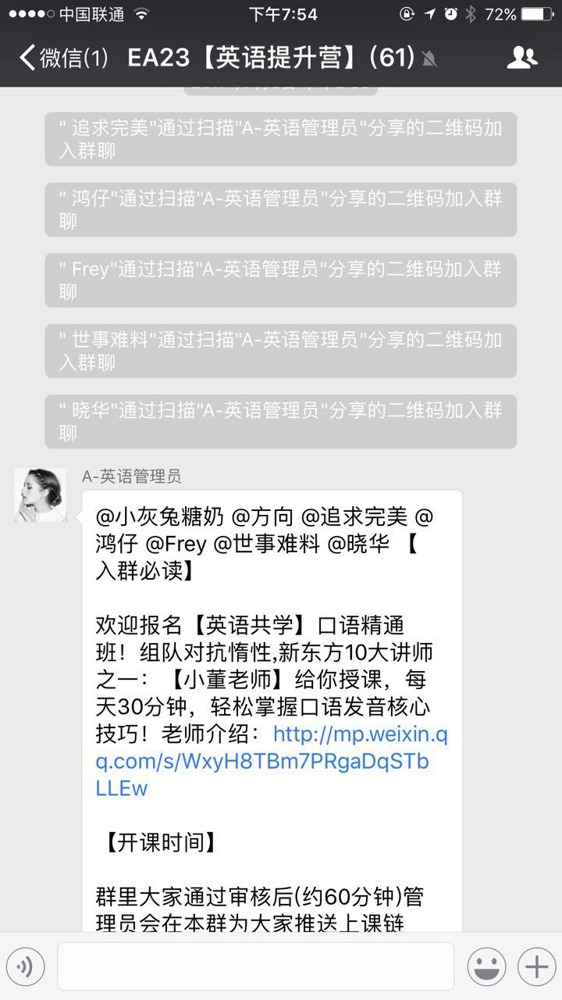 中国联通 下午7:54 72%
微信(1) EA23【英语提升营】(61)
" 追求完美"通过扫描"A-英语管理员"分享的二维码加
入群聊
" 鸿仔"通过扫描"A-英语管理员"分享的二维码加入群
聊
" Frey"通过扫描"A-英语管理员"分享的二维码加入群
聊
" 世事难料"通过扫描"A-英语管理员"分享的二维码加
入群聊
" 晓华"通过扫描"A-英语管理员"分享的二维码加入群
聊
A-英语管理员
@小灰兔糖奶 @方向 @追求完美 @
鸿仔 @Frey @世事难料 @晓华 【
入群必读】
欢迎报名【英语共学】口语精通
班！组队对抗惰性,新东方10大讲师
之一：【小董老师】给你授课，每
天30分钟，轻松掌握口语发音核心
技巧！老师介绍：http://mp.weixin.q
q.com/s/WxyH8TBm7PRgaDqSTb
LLEw
【开课时间】
群里大家通过审核后(约60分钟)管
理员会在本群为大家推送上课链